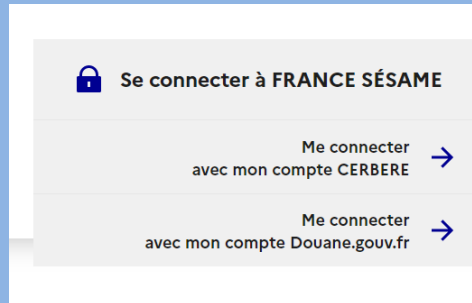 Se connecter à FRANCE SÉSAME
Me connecter
avec mon compte CERBERE
Me connecter
avec mon compte Douane.gouv.fr